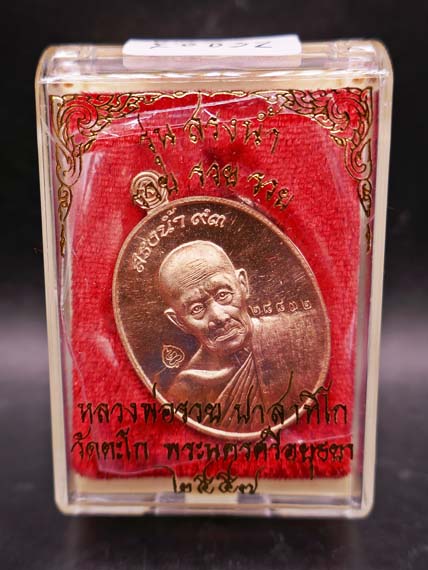 รุ่น สรงน้ำ
รวย รวย รวย
สรงน้ำ ๙๓
๒๘๘๓๒
หลวงพ่อรวย ปาสาทิโก
วัดตะโก พระนครศรีอยุธยา
๒๕๕๗